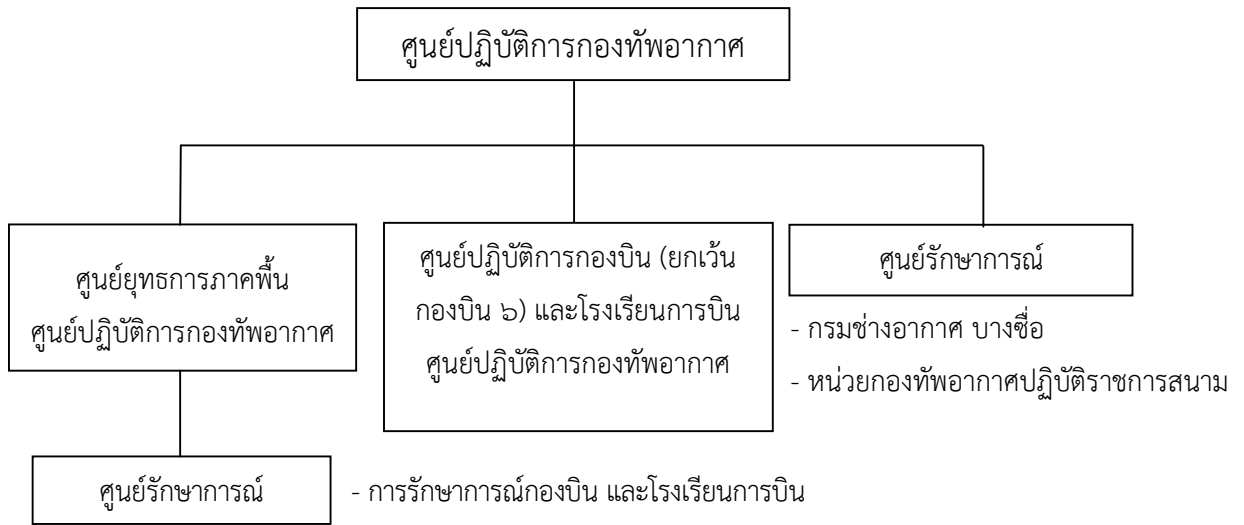 ศูนย์ปฏิบัติการกองทัพอากาศ
ศูนย์ยุทธการภาคพื้น
ศูนย์ปฏิบัติการกองทัพอากาศ
ศูนย์ปฏิบัติการกองบิน (ยกเว้น
กองบิน ๖) และโรงเรียนการบิน
ศูนย์ปฏิบัติการกองทัพอากาศ
ศูนย์รักษาการณ์
- กรมช่างอากาศ บางซื่อ
- หน่วยกองทัพอากาศปฏิบัติราชการสนาม
ศูนย์รักษาการณ์
- การรักษาการณ์กองบิน และโรงเรียนการบิน